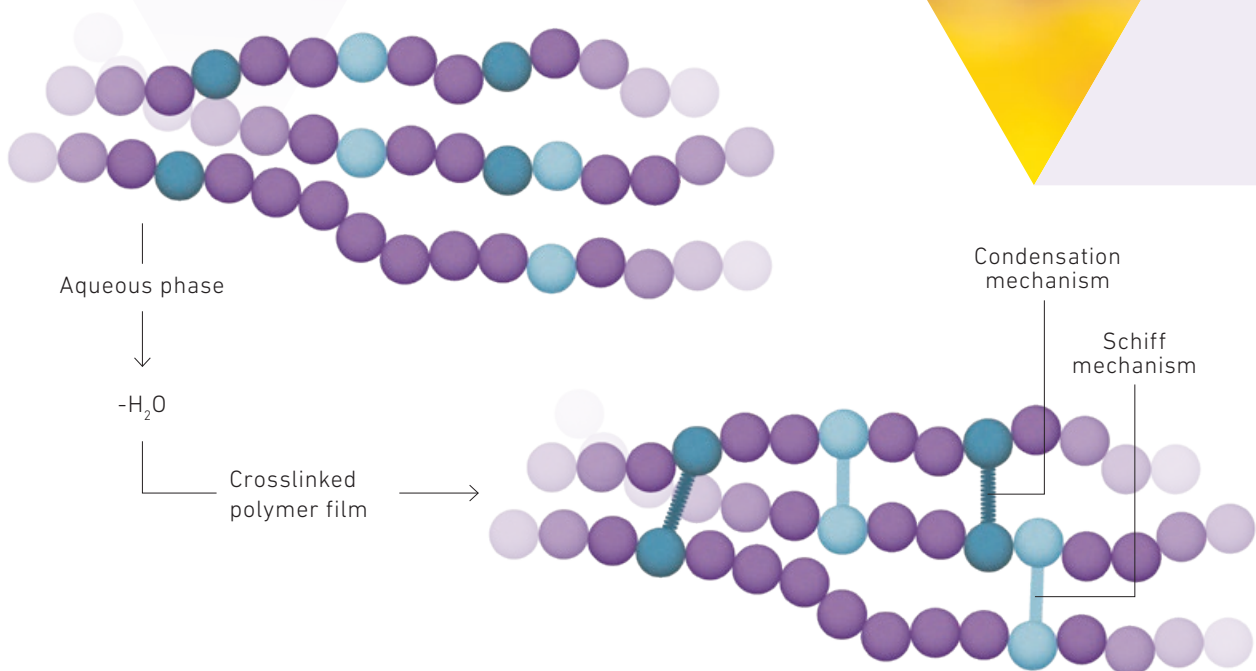 Aqueous phase
-H₂O
Crosslinked
polymer film
Condensation
mechanism
Schiff
mechanism